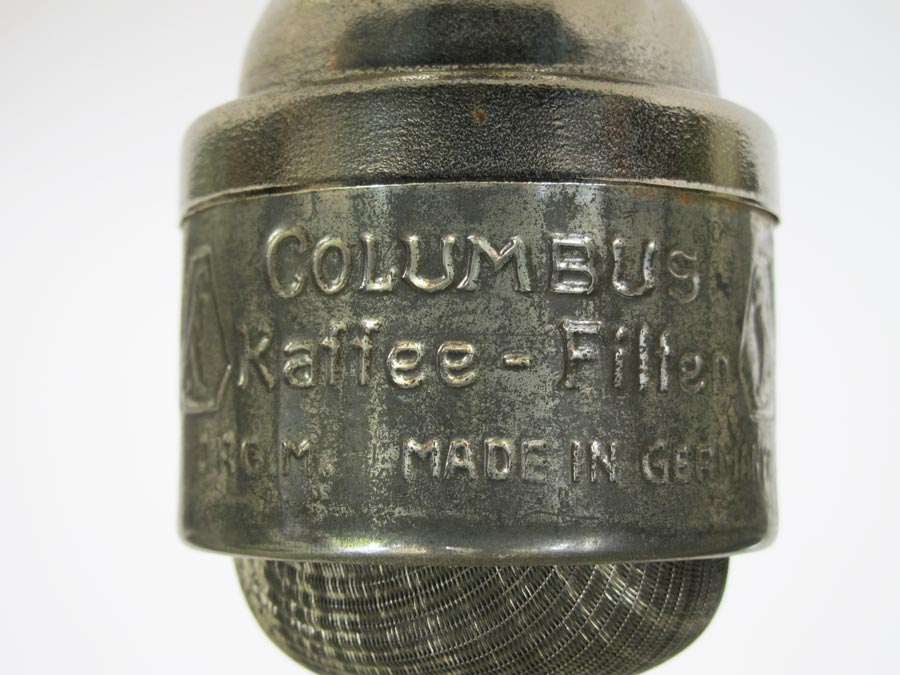 COLUMBUS
Kaffee-Filter
D.R.G.M. MADE IN GERMANY